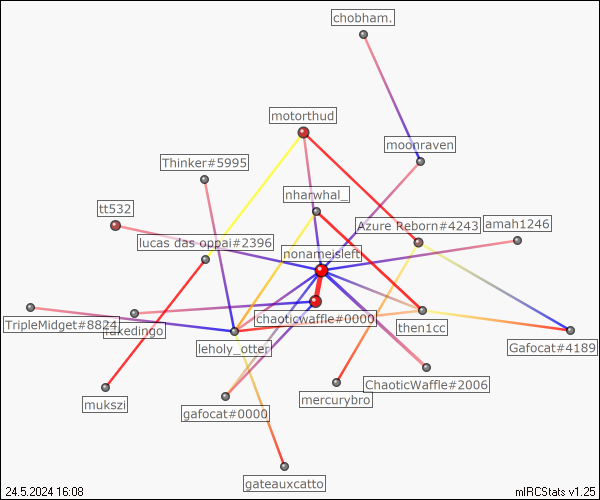 chobham.
motorthud
moonraven
Thinker#5995
nharwhal_
tt532
Azure Reborn#4243
amah1246
lucas das oppai#2396
nonameisleft
chaoticwaffle#0000
TripleMidget#8824
fakedingo
then1cc
leholy_otter
Gafocat#4189
ChaoticWaffle#2006
mukszi
gafocat#0000
mercurybro
gateauxcatto
24.5.2024 16:08
mIRCStats v1.25